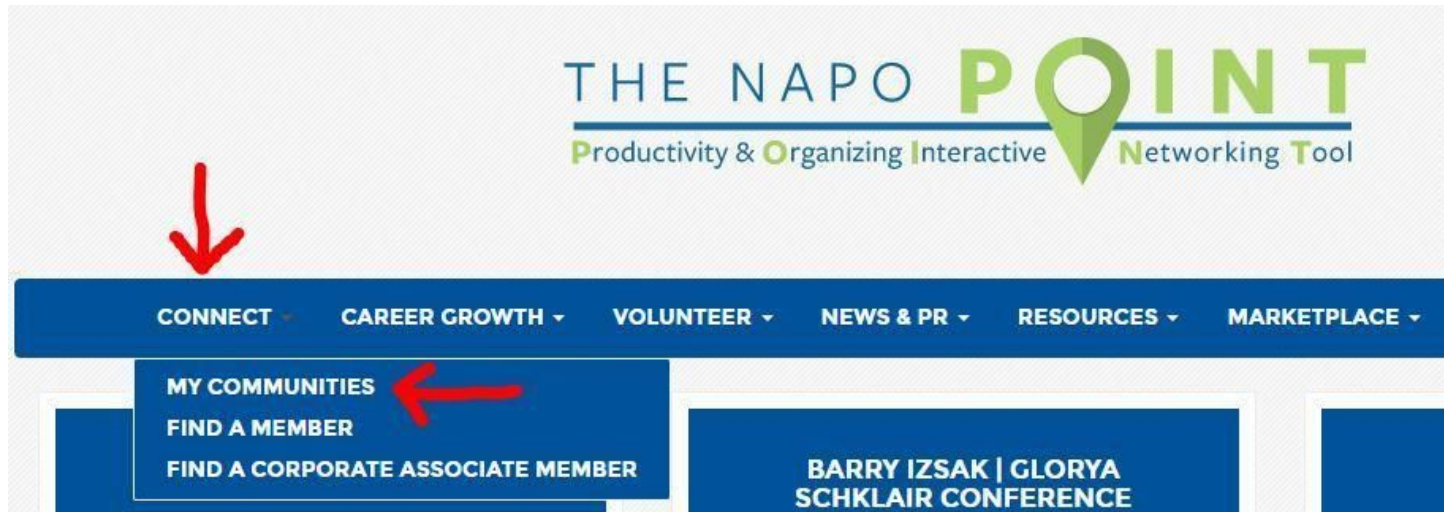 THE NAPO POINT
Productivity & Organizing Interactive Networking Tool
CONNECT CAREER GROWTH VOLUNTEER NEWS & PR RESOURCES MARKETPLACE
MY COMMUNITIES
FIND A MEMBER
FIND A CORPORATE ASSOCIATE MEMBER
BARRY IZSAK | GLORYA
SCHKLAIR CONFERENCE